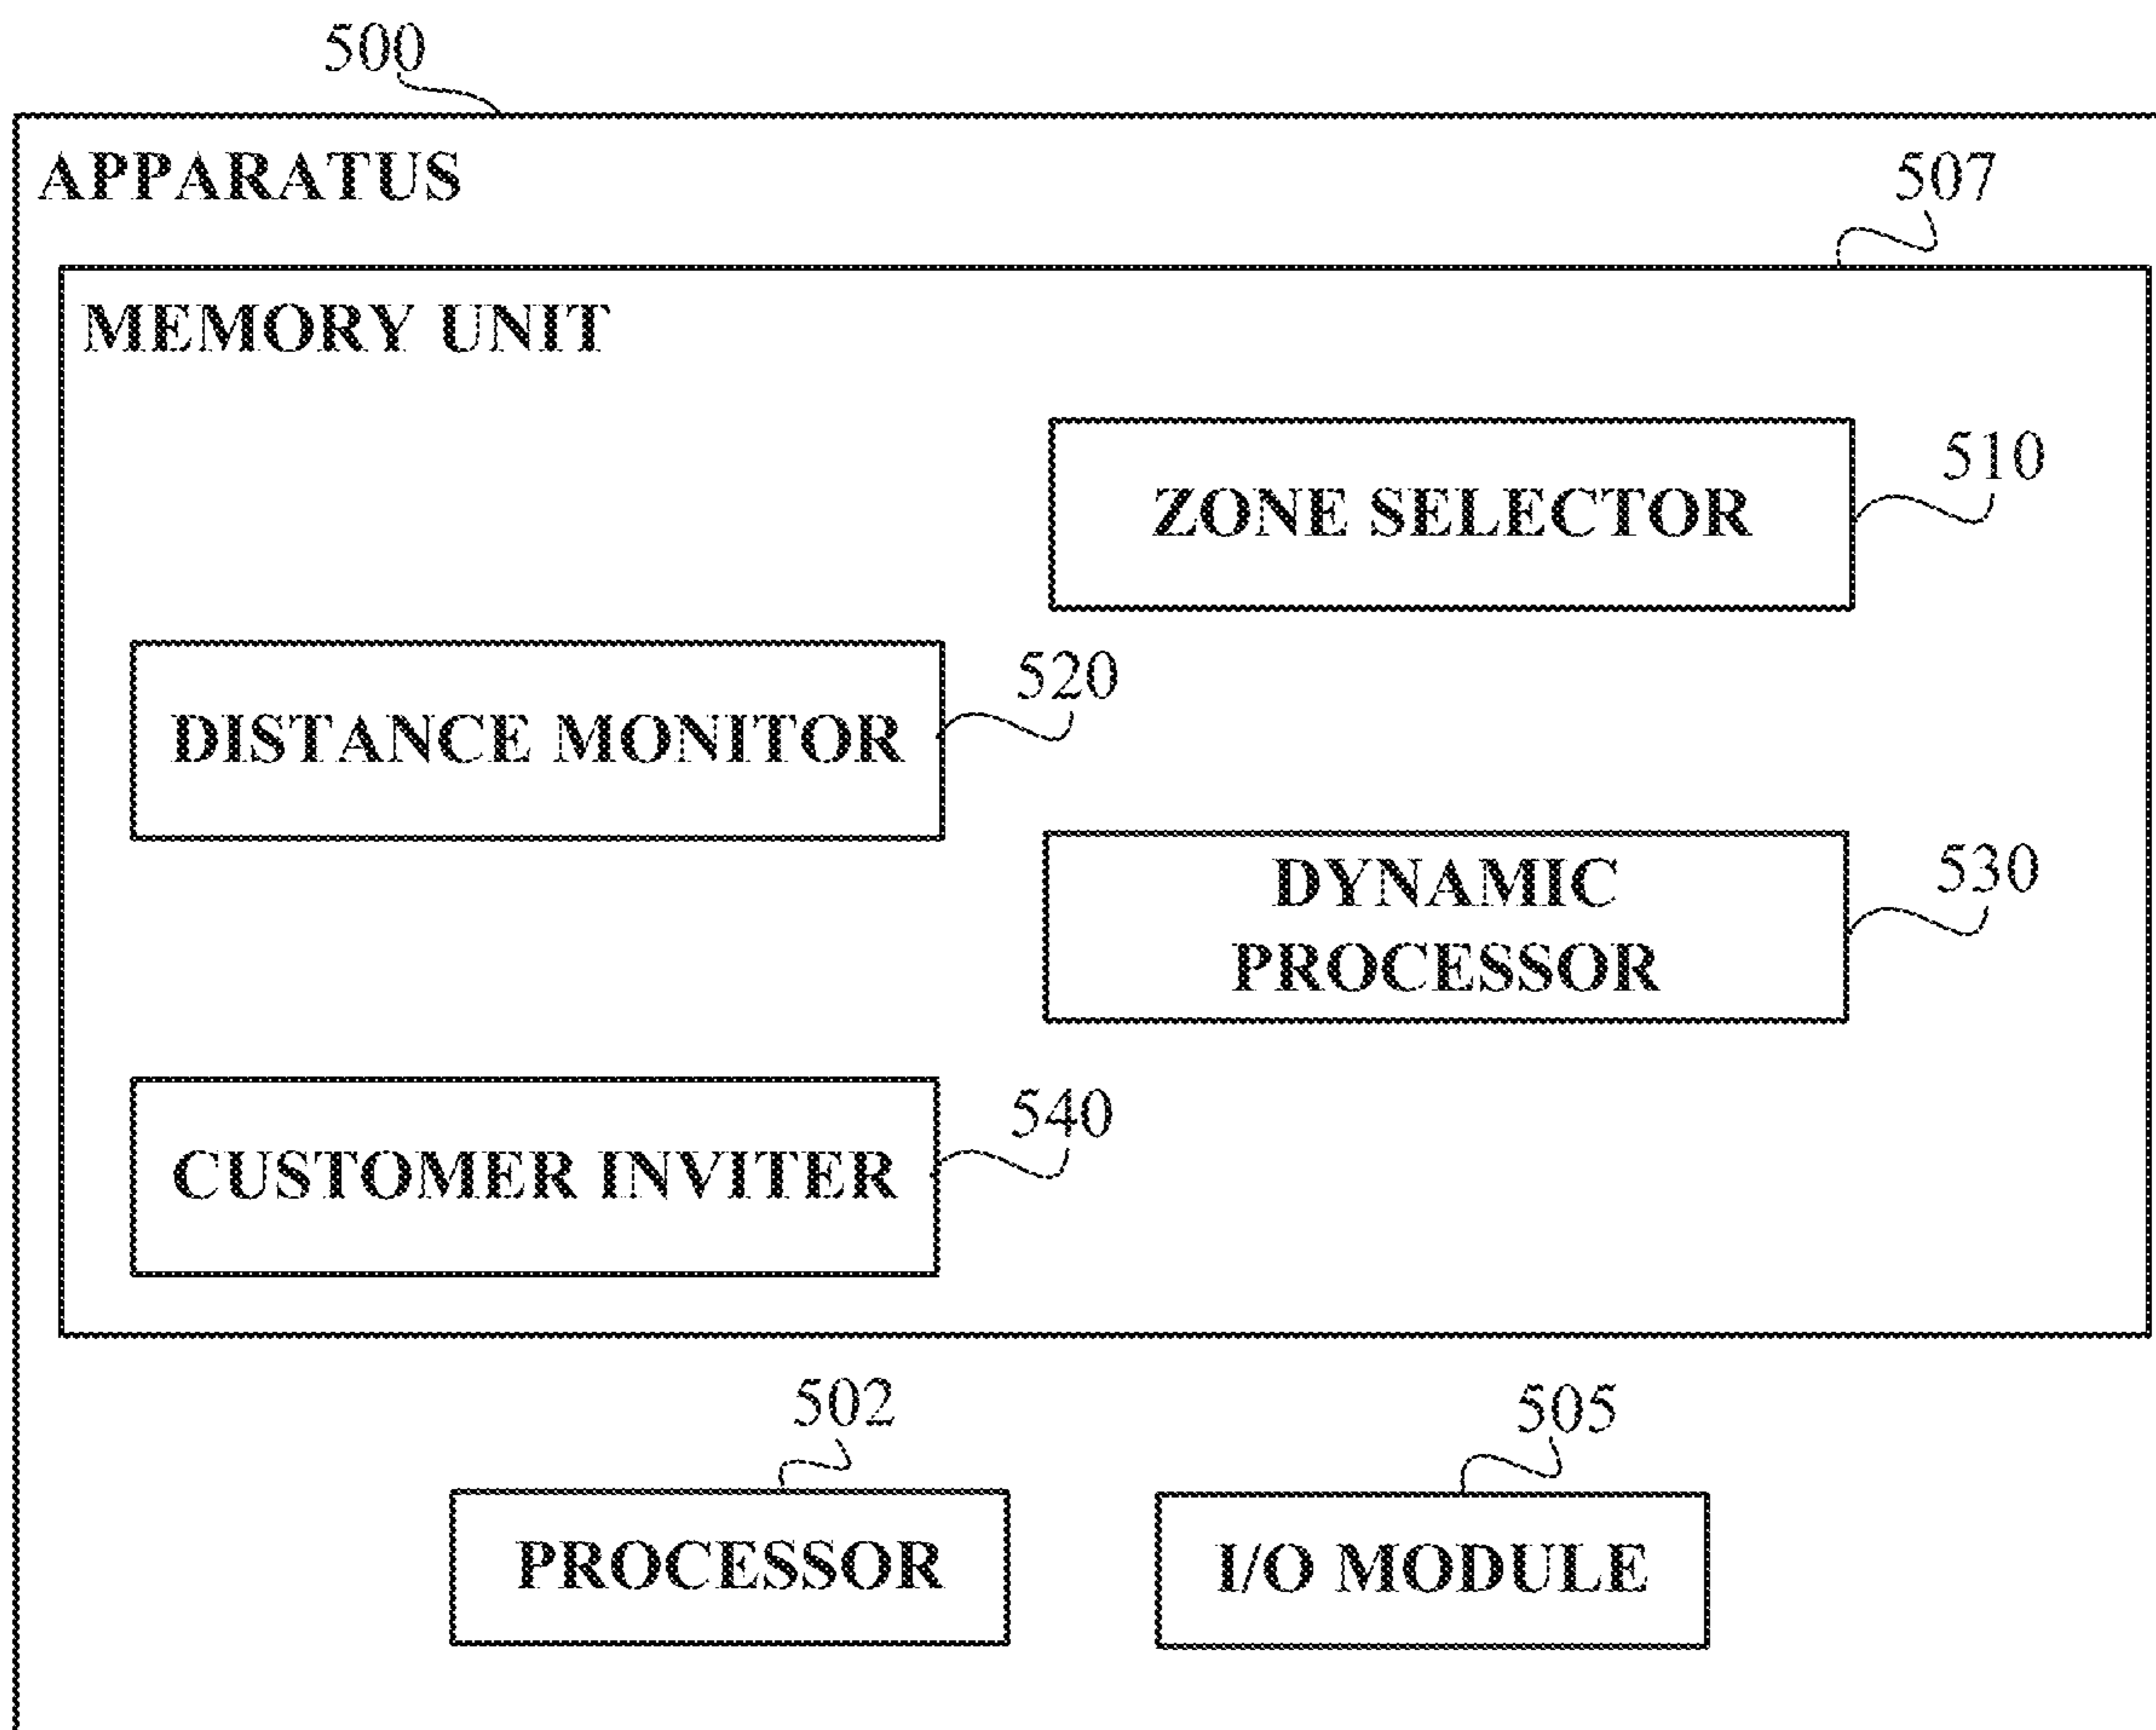 500
APPARATUS
507
MEMORY UNIT
510
ZONE SELECTOR
520
DISTANCE MONITOR
530
DYNAMIC
PROCESSOR
540
CUSTOMER INVITER
502
505
PROCESSOR
I/O MODULE